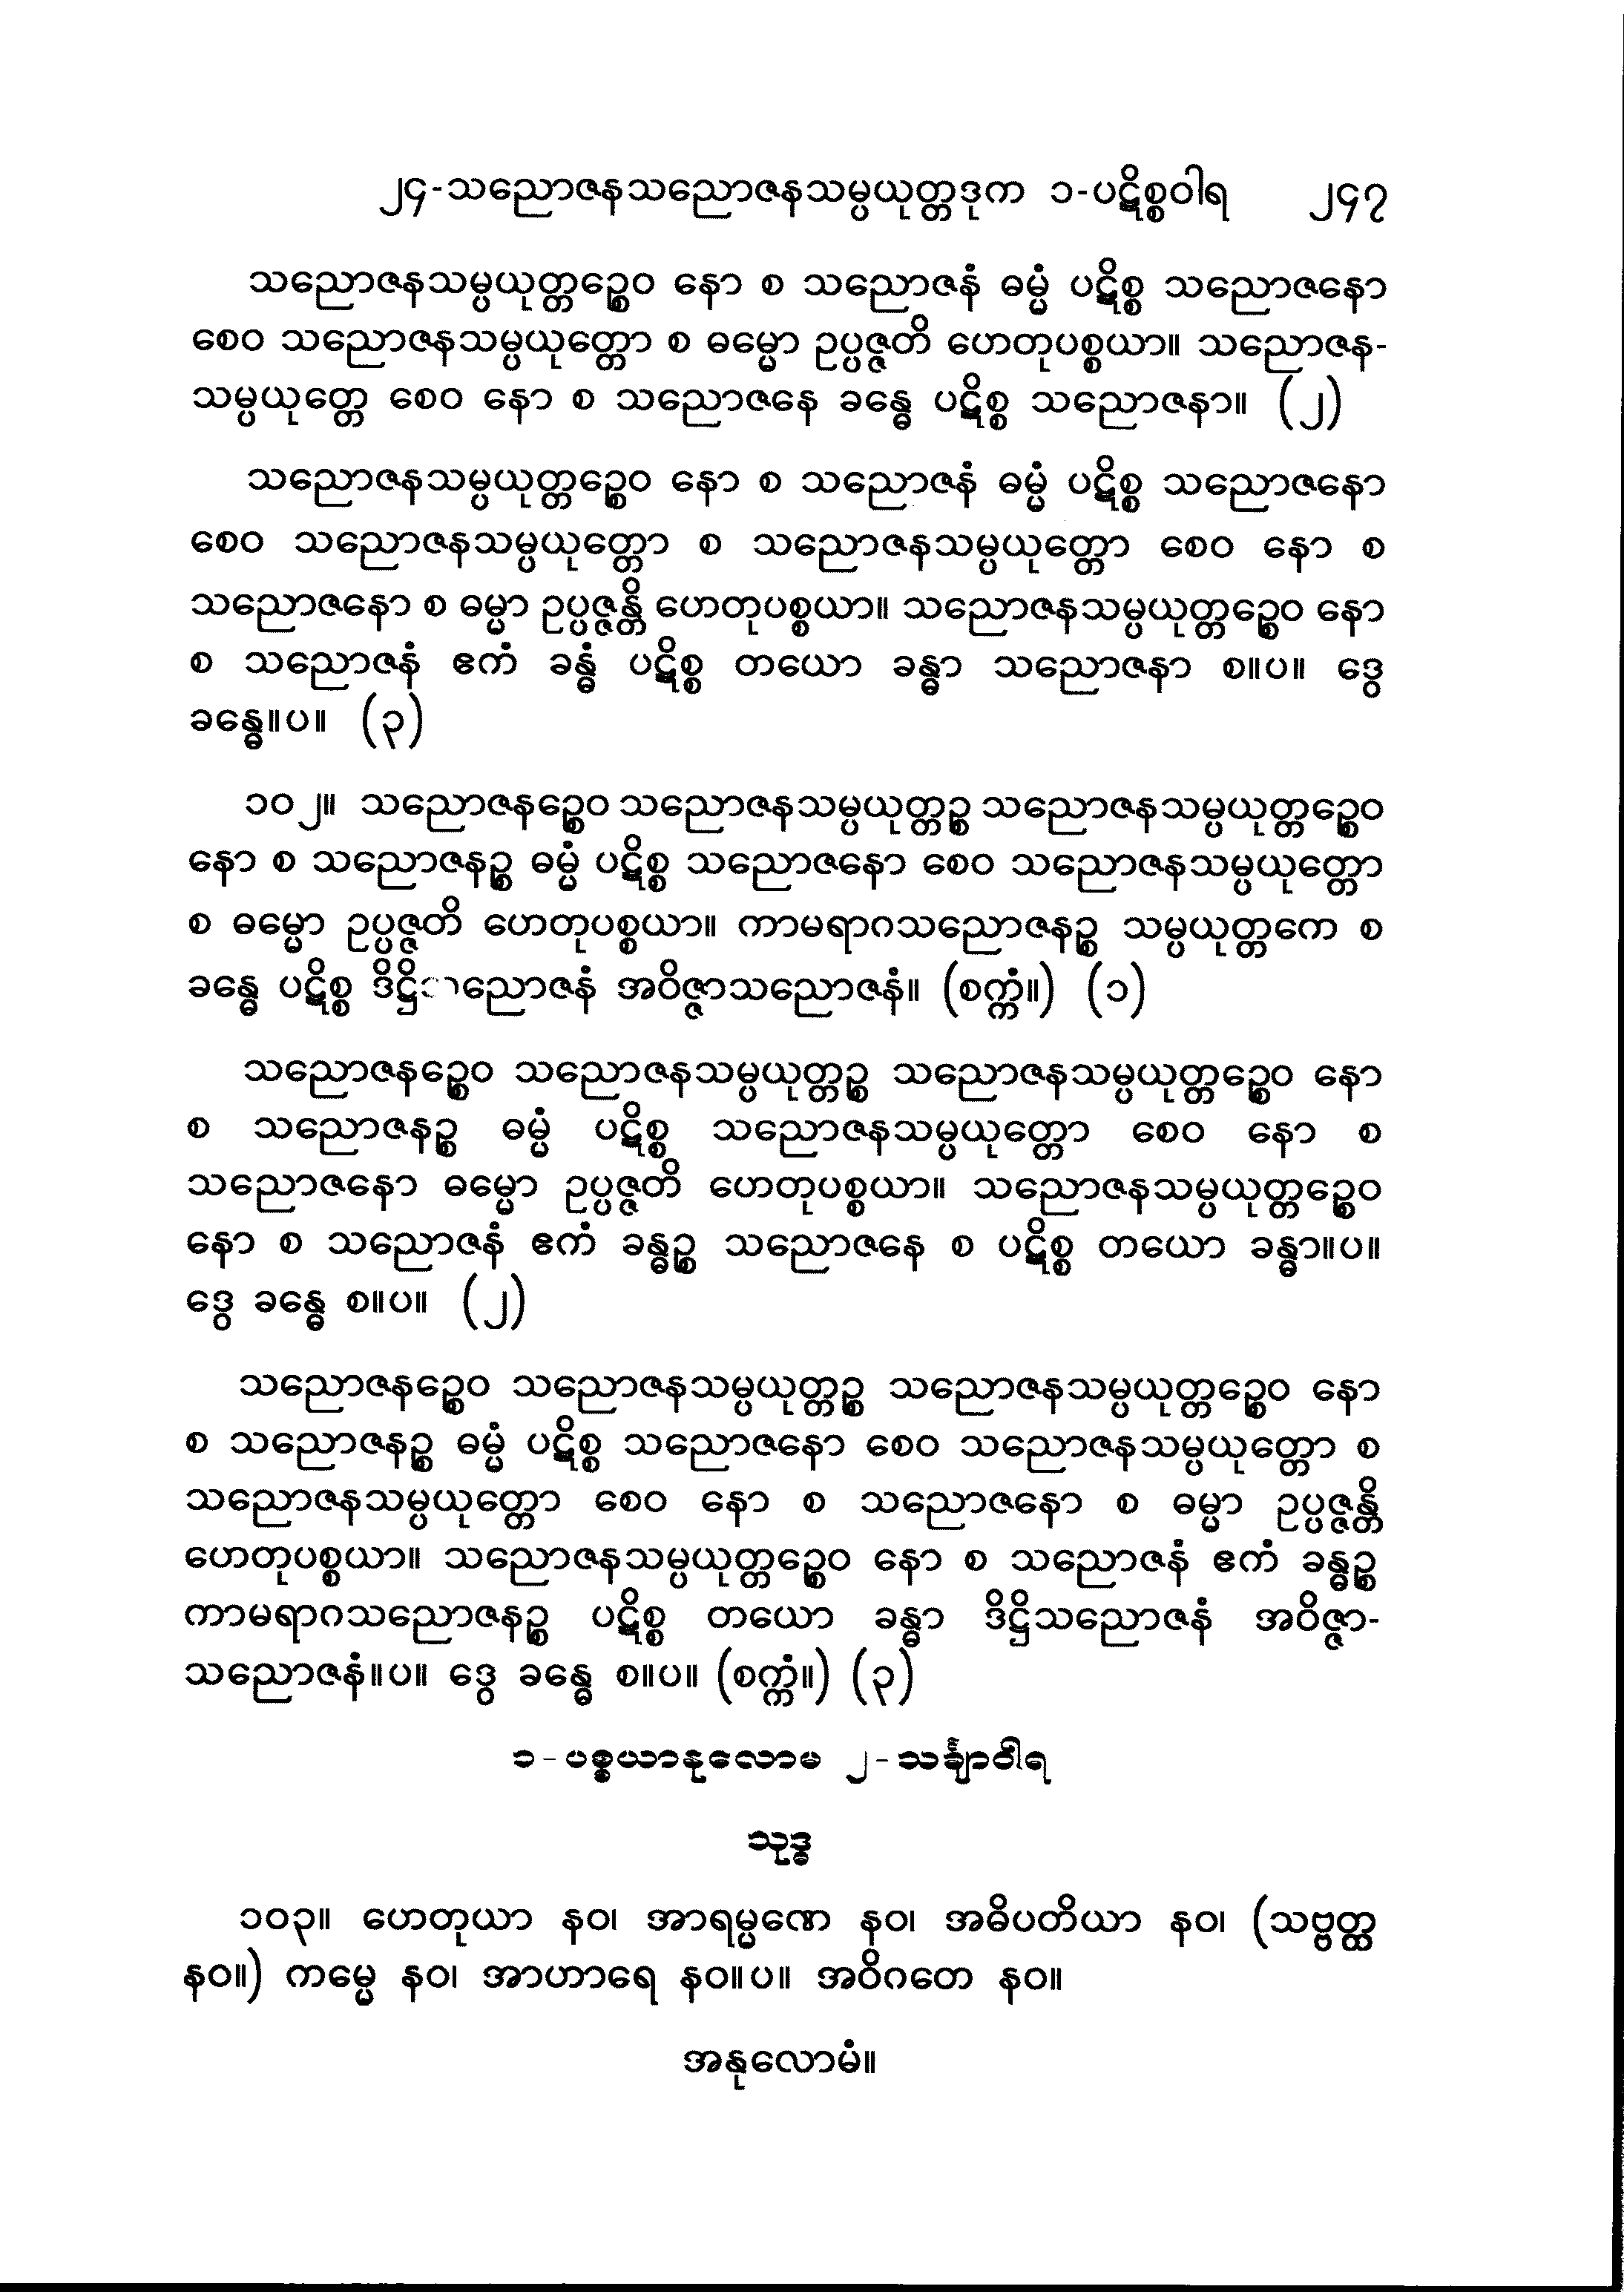 ၂၄-သညောဇနသညောဇနသမ္ပယုတ္တဒုက ၁-ပဋိစ္စဝါရ ၂၄၇
သညောဇနသမ္ပယုတ္တဉ္စေဝ နော စ သညောဇနံ ဓမ္မံ ပဋိစ္စ သညောဇနော
စေဝ သညောဇနသမ္ပယုတ္တော စ ဓမ္မော ဥပ္ပဇ္ဇတိ ဟေတုပစ္စယာ။ သညောဇန-
သမ္ပယုတ္တေ စေဝ နော စ သညောဇနေ ခန္ဓေ ပဋိစ္စ သညောဇနာ။ (၂)
သညောဇနသမ္ပယုတ္တဉ္စေဝ နော စ သညောဇနံ ဓမ္မံ ပဋိစ္စ သညောဇနော
စေဝ သညောဇနသမ္ပယုတ္တော စ သညောဇနသမ္ပယုတ္တော စေဝ နော စ
သညောဇနော စ ဓမ္မာ ဥပ္ပဇ္ဇန္တိ ဟေတုပစ္စယာ။ သညောဇနသမ္ပယုတ္တဉ္စေဝ နော
စ သညောဇနံ ဧကံ ခန္ဓံ ပဋိစ္စ တယော ခန္ဓာ သညောဇနာ စ။ပ။ ဒွေ
ခန္ဓေ။ပ။ (၃)
၁၀၂။ သညောဇနဉ္စေဝ သညောဇနသမ္ပယုတ္တဉ္စ သညောဇနသမ္ပယုတ္တဉ္စေဝ
နော စ သညောဇနဉ္စ ဓမ္မံ ပဋိစ္စ သညောဇနော စေဝ သညောဇနသမ္ပယုတ္တော
စ ဓမ္မော ဥပ္ပဇ္ဇတိ ဟေတုပစ္စယာ။ ကာမရာဂသညောဇနဉ္စ သမ္ပယုတ္တကေ စ
ခန္ဓေ ပဋိစ္စ ဒိဋ္ဌိသညောဇနံ အဝိဇ္ဇာသညောဇနံ။ (စက္ကံ။) (၁)
သညောဇနဉ္စေဝ သညောဇနသမ္ပယုတ္တဉ္စ သညောဇနသမ္ပယုတ္တဉ္စေဝ နော
စ သညောဇနဉ္စ ဓမ္မံ ပဋိစ္စ သညောဇနသမ္ပယုတ္တော စေဝ နော စ
သညောဇနော ဓမ္မော ဥပ္ပဇ္ဇတိ ဟေတုပစ္စယာ။ သညောဇနသမ္ပယုတ္တဉ္စေဝ
နော စ သညောဇနံ ဧကံ ခန္ဓဉ္စ သညောဇနေ စ ပဋိစ္စ တယော ခန္ဓာ။ပ။
ဒွေ ခန္ဓေ စ။ပ။ (၂)
သညောဇနဉ္စေဝ သညောဇနသမ္ပယုတ္တဉ္စ သညောဇနသမ္ပယုတ္တဉ္စေဝ နော
စ သညောဇနဉ္စ ဓမ္မံ ပဋိစ္စ သညောဇနော စေဝ သညောဇနသမ္ပယုတ္တော စ
သညောဇနသမ္ပယုတ္တော စေဝ နော စ သညောဇနော စ ဓမ္မာ ဥပ္ပဇ္ဇန္တိ
ဟေတုပစ္စယာ။ သညောဇနသမ္ပယုတ္တဉ္စေဝ နော စ သညောဇနံ ဧကံ ခန္ဓဉ္စ
ကာမရာဂသညောဇနဉ္စ ပဋိစ္စ တယော ခန္ဓာ ဒိဋ္ဌိသညောဇနံ အဝိဇ္ဇာ-
သညောဇနံ။ပ။ ဒွေ ခန္ဓေ စ။ပ။ (စက္ကံ။) (၃)
၁-ပစ္စယာနုလောမ ၂-သင်္ချာဝါရ
သုဒ္ဓ
၁၀၃။ ဟေတုယာ နဝ၊ အာရမ္မဏေ နဝ၊ အဓိပတိယာ နဝ၊ (သဗ္ဗတ္ထ
နဝ။) ကမ္မေ နဝ၊ အာဟာရေ နဝ။ပ။ အဝိဂတေ နဝ။
အနုလောမံ။